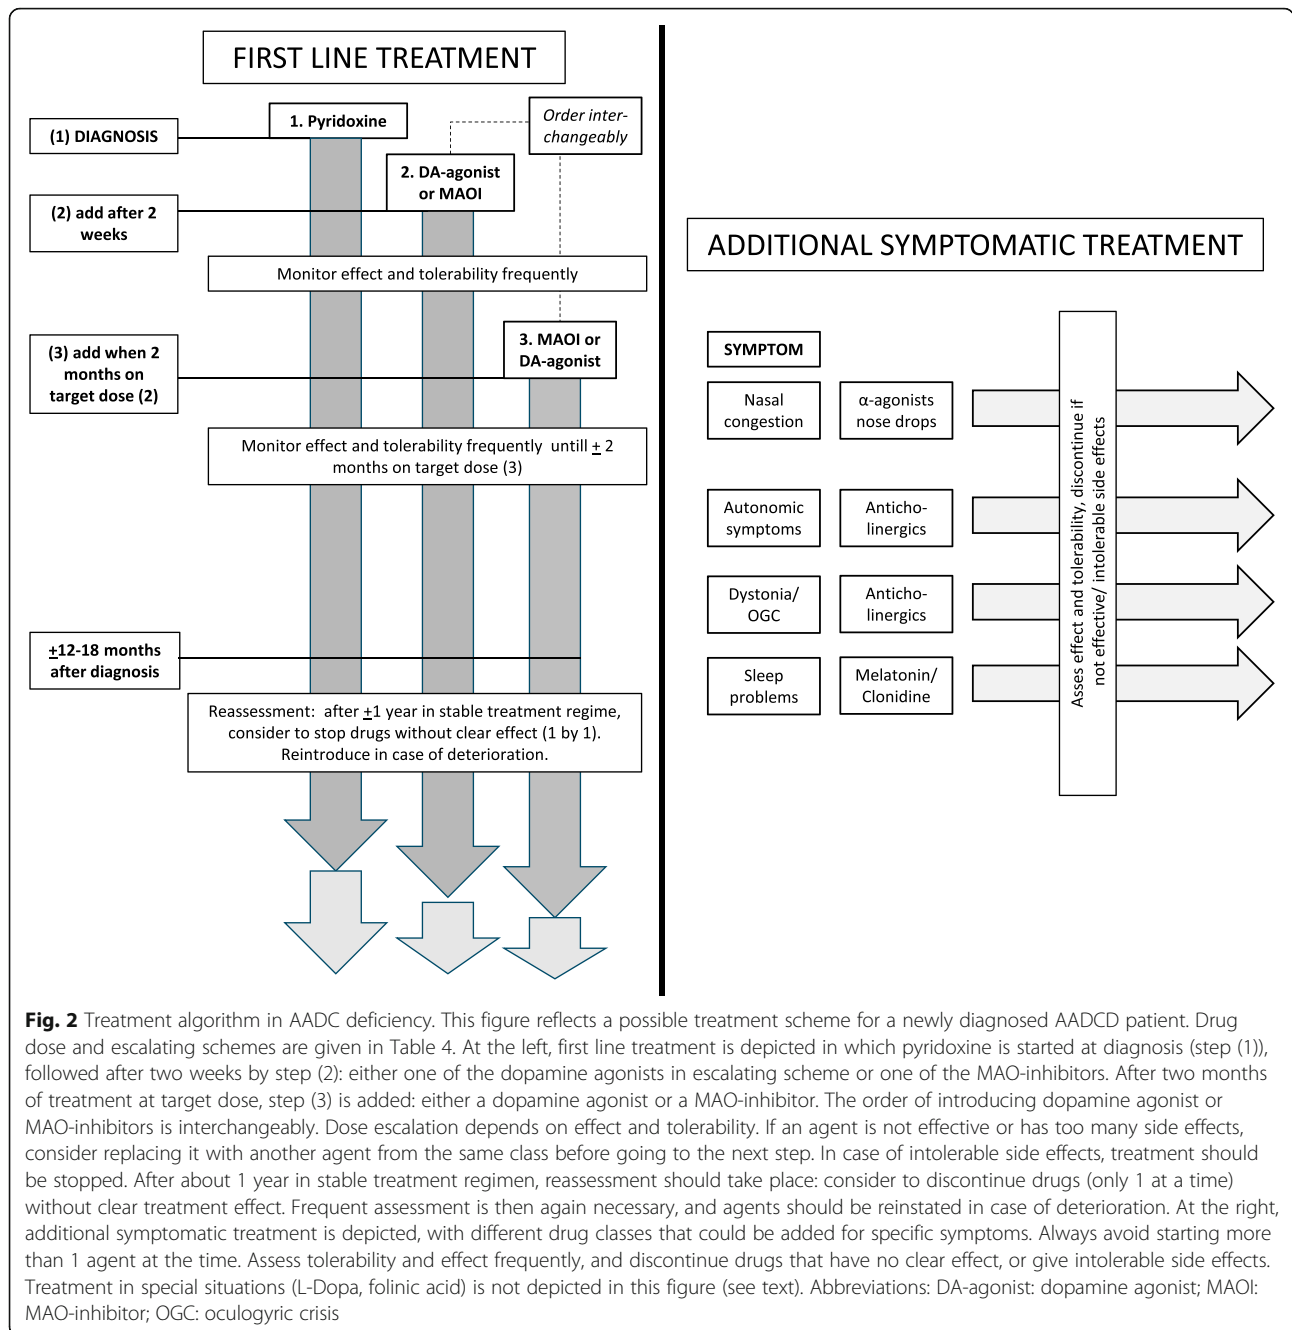 FIRST LINE TREATMENT
1. Pyridoxine
Order inter-
changeably
(1) DIAGNOSIS
2. DA-agonist
or MAOI
(2) add after 2
weeks
Monitor effect and tolerability frequently
3. MAOI or
DA-agonist
(3) add when 2
months on
target dose (2)
Monitor effect and tolerability frequently untill ± 2
months on target dose (3)
±12-18 months
after diagnosis
Reassessment: after ±1 year in stable treatment regime,
consider to stop drugs without clear effect (1 by 1).
Reintroduce in case of deterioration.
ADDITIONAL SYMPTOMATIC TREATMENT
SYMPTOM
Nasal
congestion
α-agonists
nose drops
Autonomic
symptoms
Anticho-
linergics
Dystonia/
OGC
Anticho-
linergics
Sleep
problems
Melatonin/
Clonidine
Asses effect and tolerability, discontinue if
not effective/ intolerable side effects
Fig. 2 Treatment algorithm in AADC deficiency. This figure reflects a possible treatment scheme for a newly diagnosed AADCD patient. Drug
dose and escalating schemes are given in Table 4. At the left, first line treatment is depicted in which pyridoxine is started at diagnosis (step (1)),
followed after two weeks by step (2): either one of the dopamine agonists in escalating scheme or one of the MAO-inhibitors. After two months
of treatment at target dose, step (3) is added: either a dopamine agonist or a MAO-inhibitor. The order of introducing dopamine agonist or
MAO-inhibitors is interchangeably. Dose escalation depends on effect and tolerability. If an agent is not effective or has too many side effects,
consider replacing it with another agent from the same class before going to the next step. In case of intolerable side effects, treatment should
be stopped. After about 1 year in stable treatment regimen, reassessment should take place: consider to discontinue drugs (only 1 at a time)
without clear treatment effect. Frequent assessment is then again necessary, and agents should be reinstated in case of deterioration. At the right,
additional symptomatic treatment is depicted, with different drug classes that could be added for specific symptoms. Always avoid starting more
than 1 agent at the time. Assess tolerability and effect frequently, and discontinue drugs that have no clear effect, or give intolerable side effects.
Treatment in special situations (L-Dopa, folinic acid) is not depicted in this figure (see text). Abbreviations: DA-agonist: dopamine agonist; MAOI:
MAO-inhibitor; OGC: oculogyric crisis